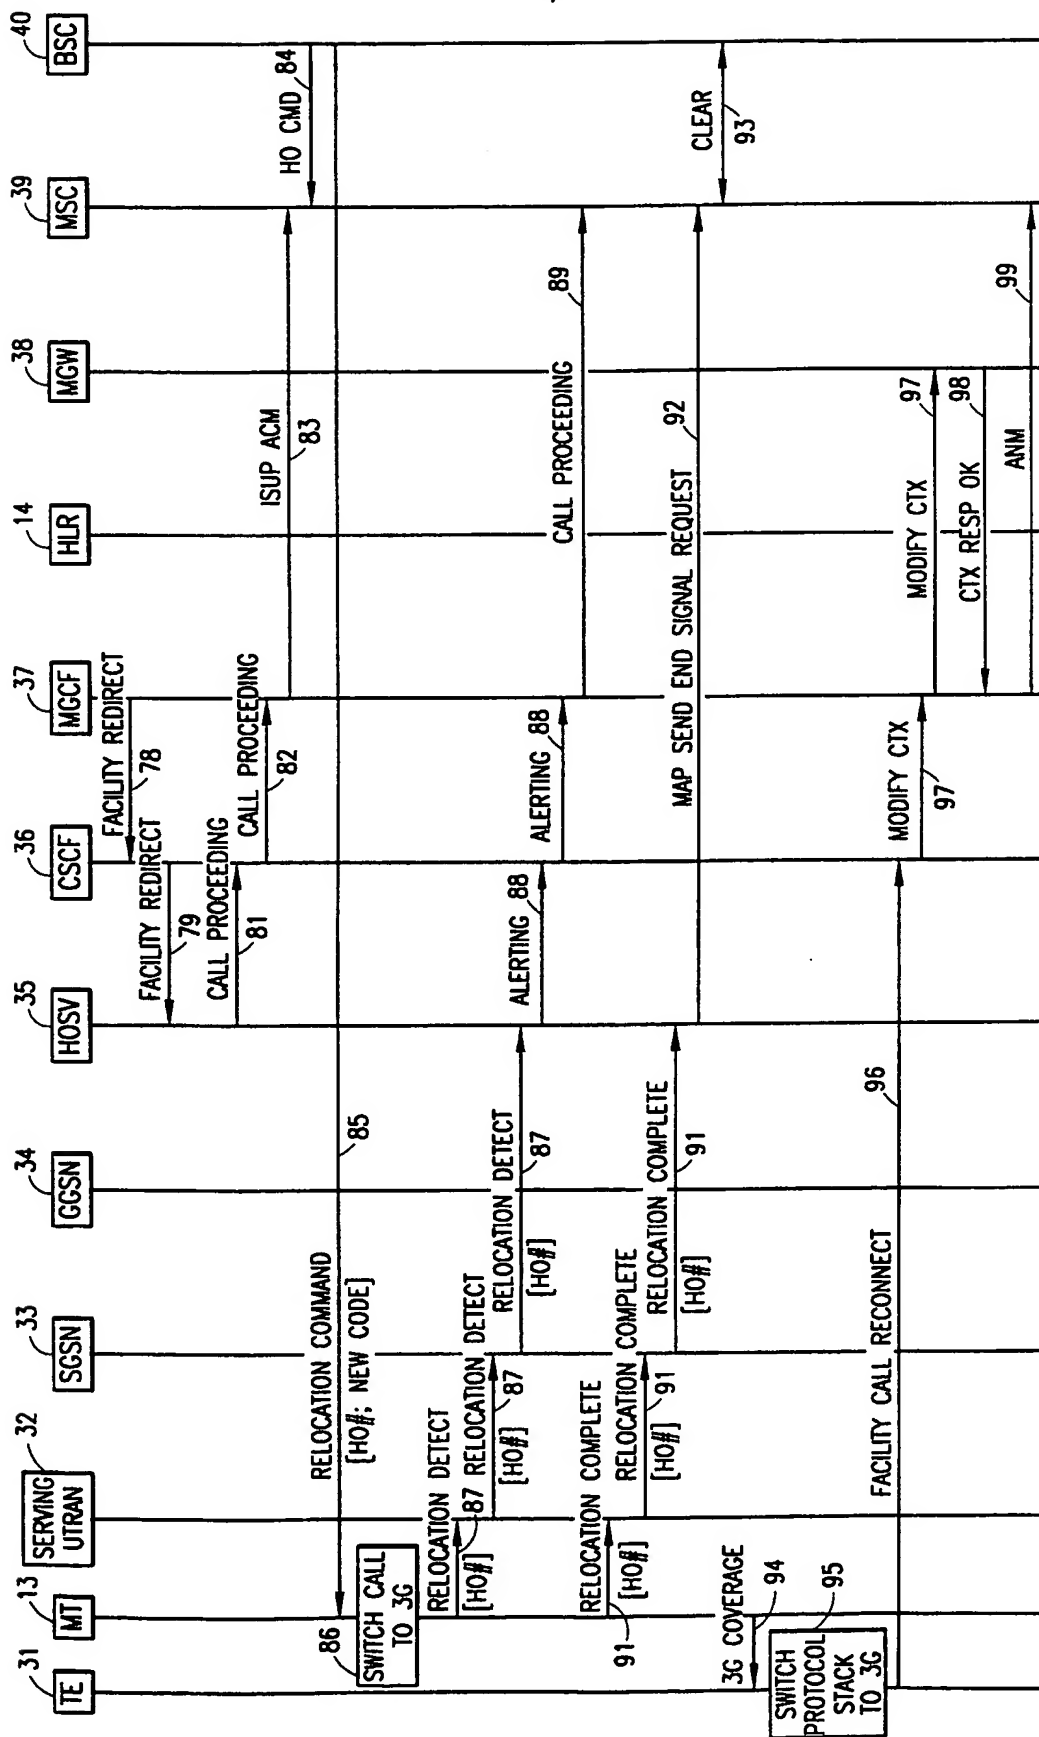 31
TE
13
MT
32
SERVING
UTRAN
33
SGSN
34
GGSN
35
HOSV
36
CSCF
37
MGCF
14
HLR
38
MGW
39
MSC
40
BSC
FACILITY REDIRECT
78
FACILITY REDIRECT
79
CALL PROCEEDING
81
CALL PROCEEDING
82
ISUP ACM
83
HO CMD
84
RELOCATION COMMAND
[HO#; NEW CODE]
85
86
SWITCH CALL
TO 3G
RELOCATION DETECT
87
[HO#]
RELOCATION DETECT
87
[HO#]
RELOCATION DETECT
87
[HO#]
ALERTING 88
ALERTING 88
CALL PROCEEDING
89
RELOCATION COMPLETE
91
[HO#]
RELOCATION COMPLETE
91
[HO#]
RELOCATION COMPLETE
91
[HO#]
MAP SEND END SIGNAL REQUEST
92
CLEAR
93
3G COVERAGE
94
SWITCH
PROTOCOL
STACK
TO 3G
95
FACILITY CALL RECONNECT
96
MODIFY CTX
97
MODIFY CTX
97
CTX RESP OK
98
ANM
99